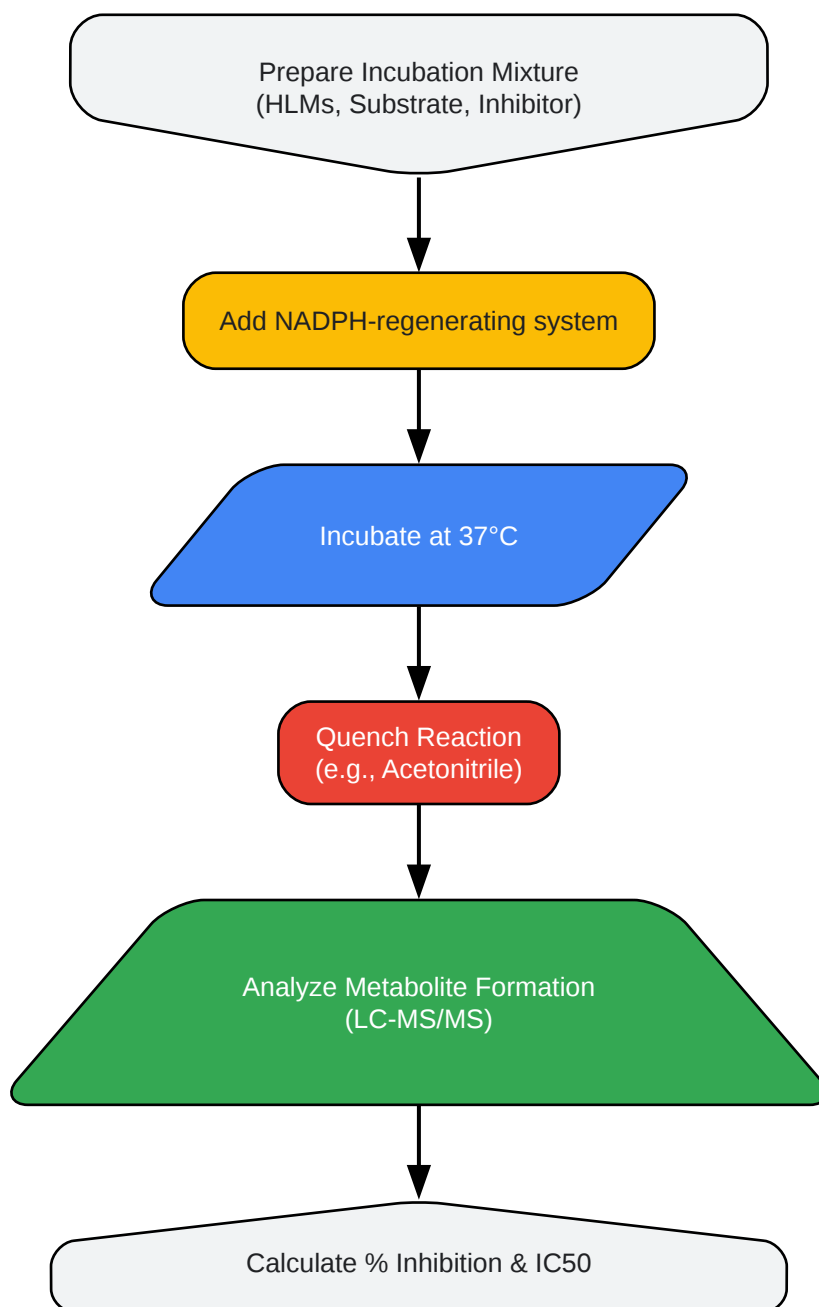 Prepare Incubation Mixture
(HLMs, Substrate, Inhibitor)
Add NADPH-regenerating system
Incubate at 37°C
Quench Reaction
(e.g., Acetonitrile)
Analyze Metabolite Formation
(LC-MS/MS)
Calculate % Inhibition & IC50